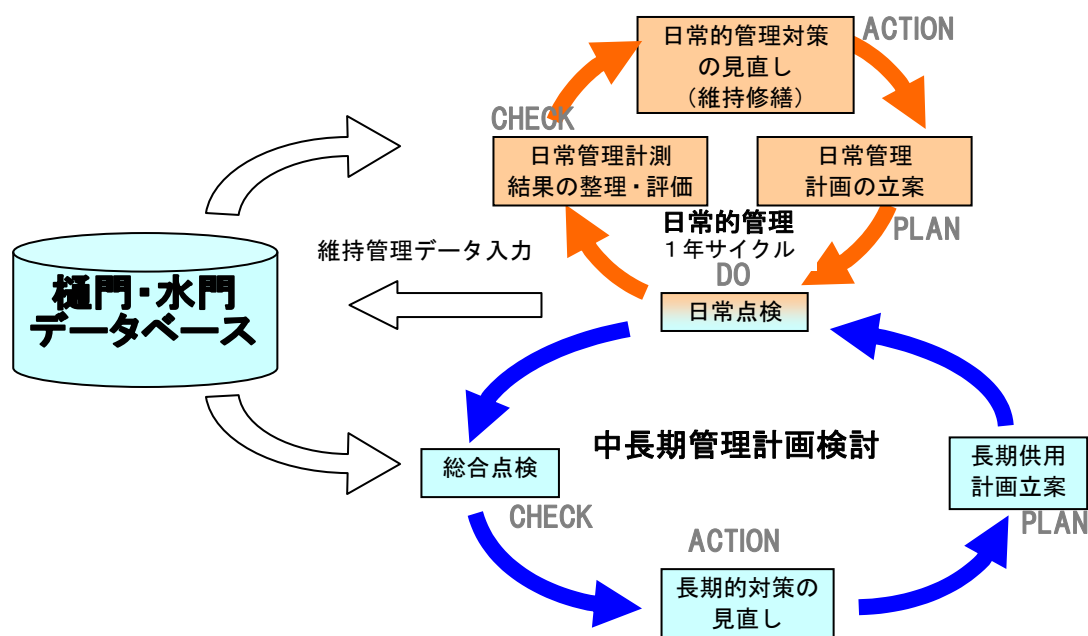 日常的管理対策
の見直し
(維持修繕)
ACTION
CHECK
日常管理計測
結果の整理・評価
日常管理
計画の立案
PLAN
日常的管理
1年サイクル
DO
日常点検
維持管理データ入力
樋門・水門
データベース
中長期管理計画検討
総合点検
CHECK
長期供用
計画立案
PLAN
ACTION
長期的対策の
見直し